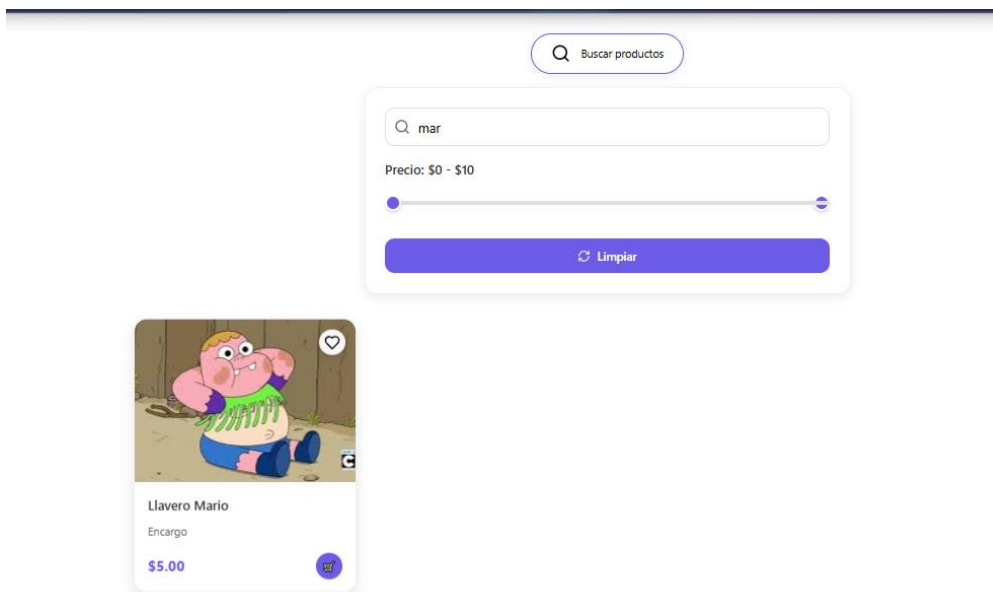 Buscar productos
mar
Precio: $0 - $10
Limpiar
C
Llavero Mario
Encargo
$5.00